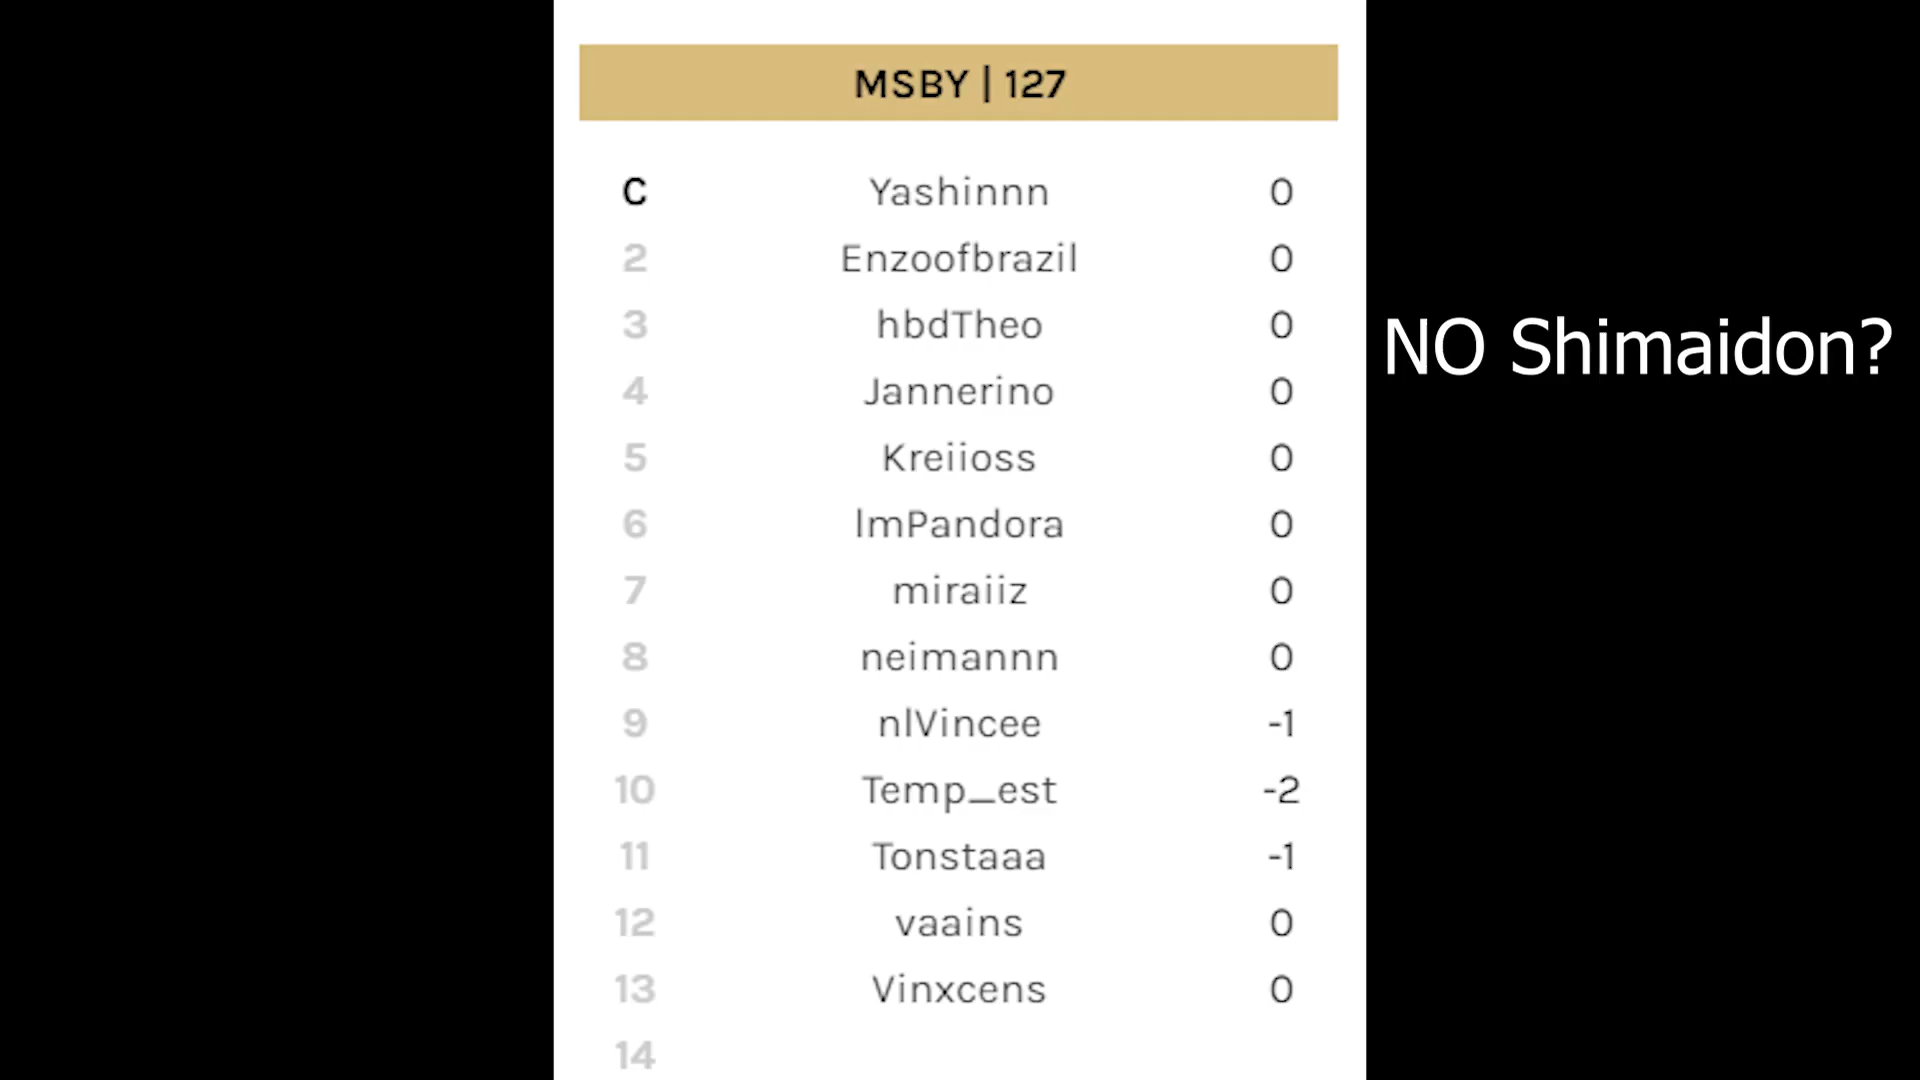 MSBY | 127
C Yashinnn 0
2 Enzoofbrazil 0
3 hbdTheo 0
4 Jannerino 0
5 Kreiioss 0
6 lmPandora 0
7 miraiiz 0
8 neimannn 0
9 nlVincee -1
10 Temp_est -2
11 Tonstaaa -1
12 vaains 0
13 Vinxcens 0
14
NO Shimaidon?